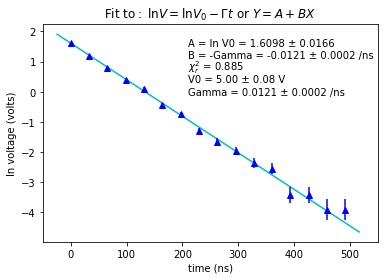 Fit to : lnV = lnV₀ − Γt or Y = A + BX
A = ln V0 = 1.6098 ± 0.0166
B = -Gamma = -0.0121 ± 0.0002 /ns
χ²ᵣ = 0.885
V0 = 5.00 ± 0.08 V
Gamma = 0.0121 ± 0.0002 /ns
ln voltage (volts)
2
1
0
−1
−2
−3
−4
0 100 200 300 400 500
time (ns)